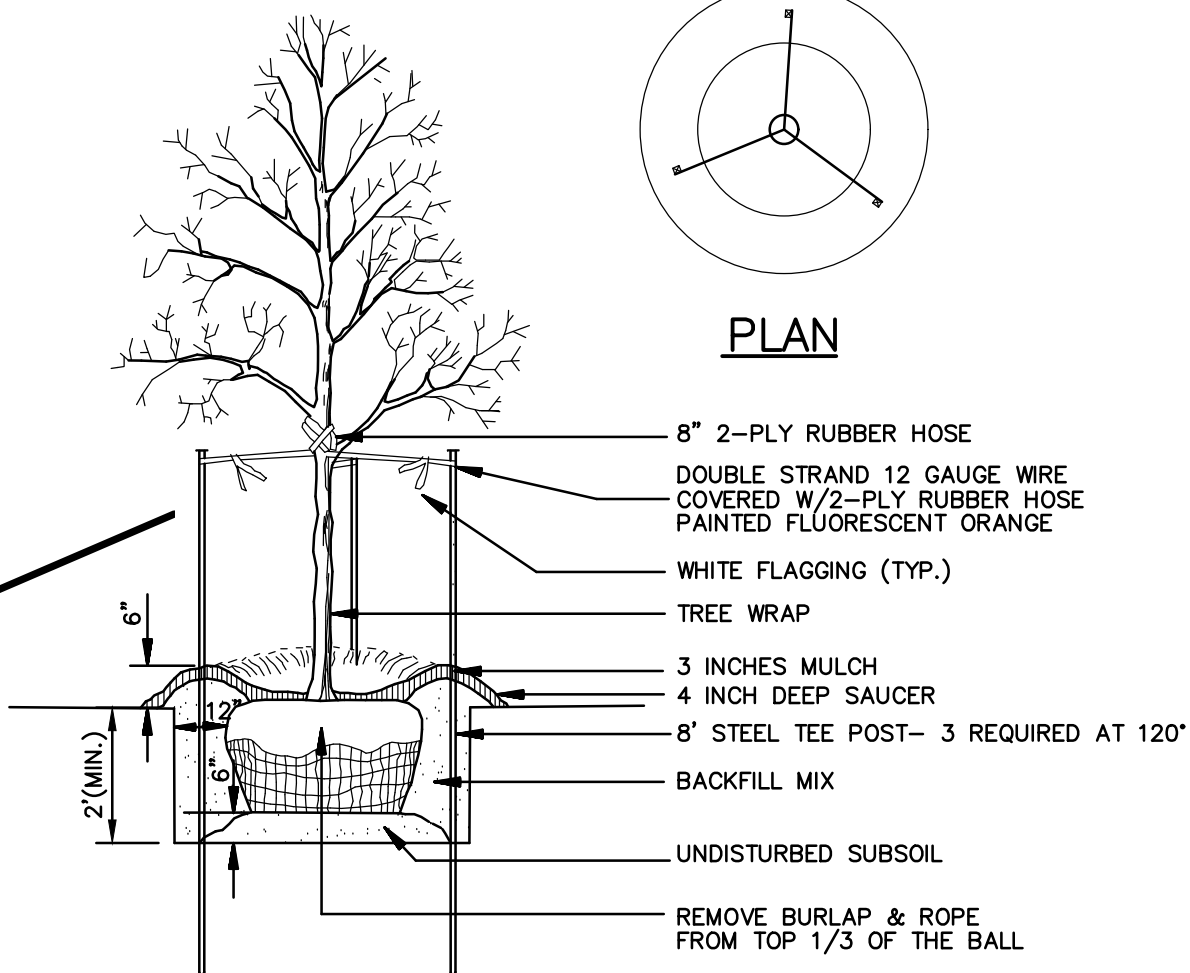 PLAN
8” 2-PLY RUBBER HOSE
DOUBLE STRAND 12 GAUGE WIRE
COVERED W/2-PLY RUBBER HOSE
PAINTED FLUORESCENT ORANGE
WHITE FLAGGING (TYP.)
TREE WRAP
6”
3 INCHES MULCH
4 INCH DEEP SAUCER
12”
8' STEEL TEE POST- 3 REQUIRED AT 120°
2'(MIN.)
6”
BACKFILL MIX
UNDISTURBED SUBSOIL
REMOVE BURLAP & ROPE
FROM TOP 1/3 OF THE BALL